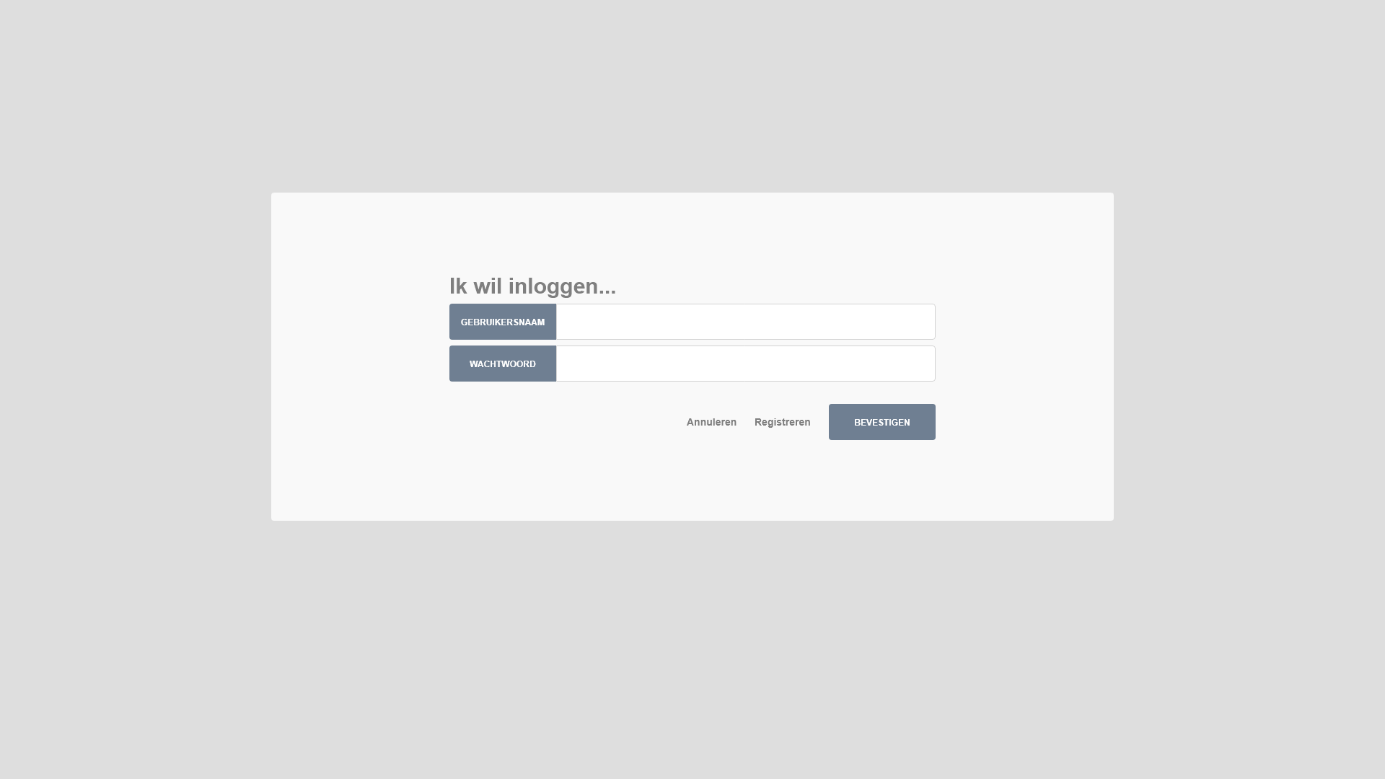 Ik wil inloggen...
GEBRUIKERSNAAM
WACHTWOORD
Annuleren Registreren BEVESTIGEN